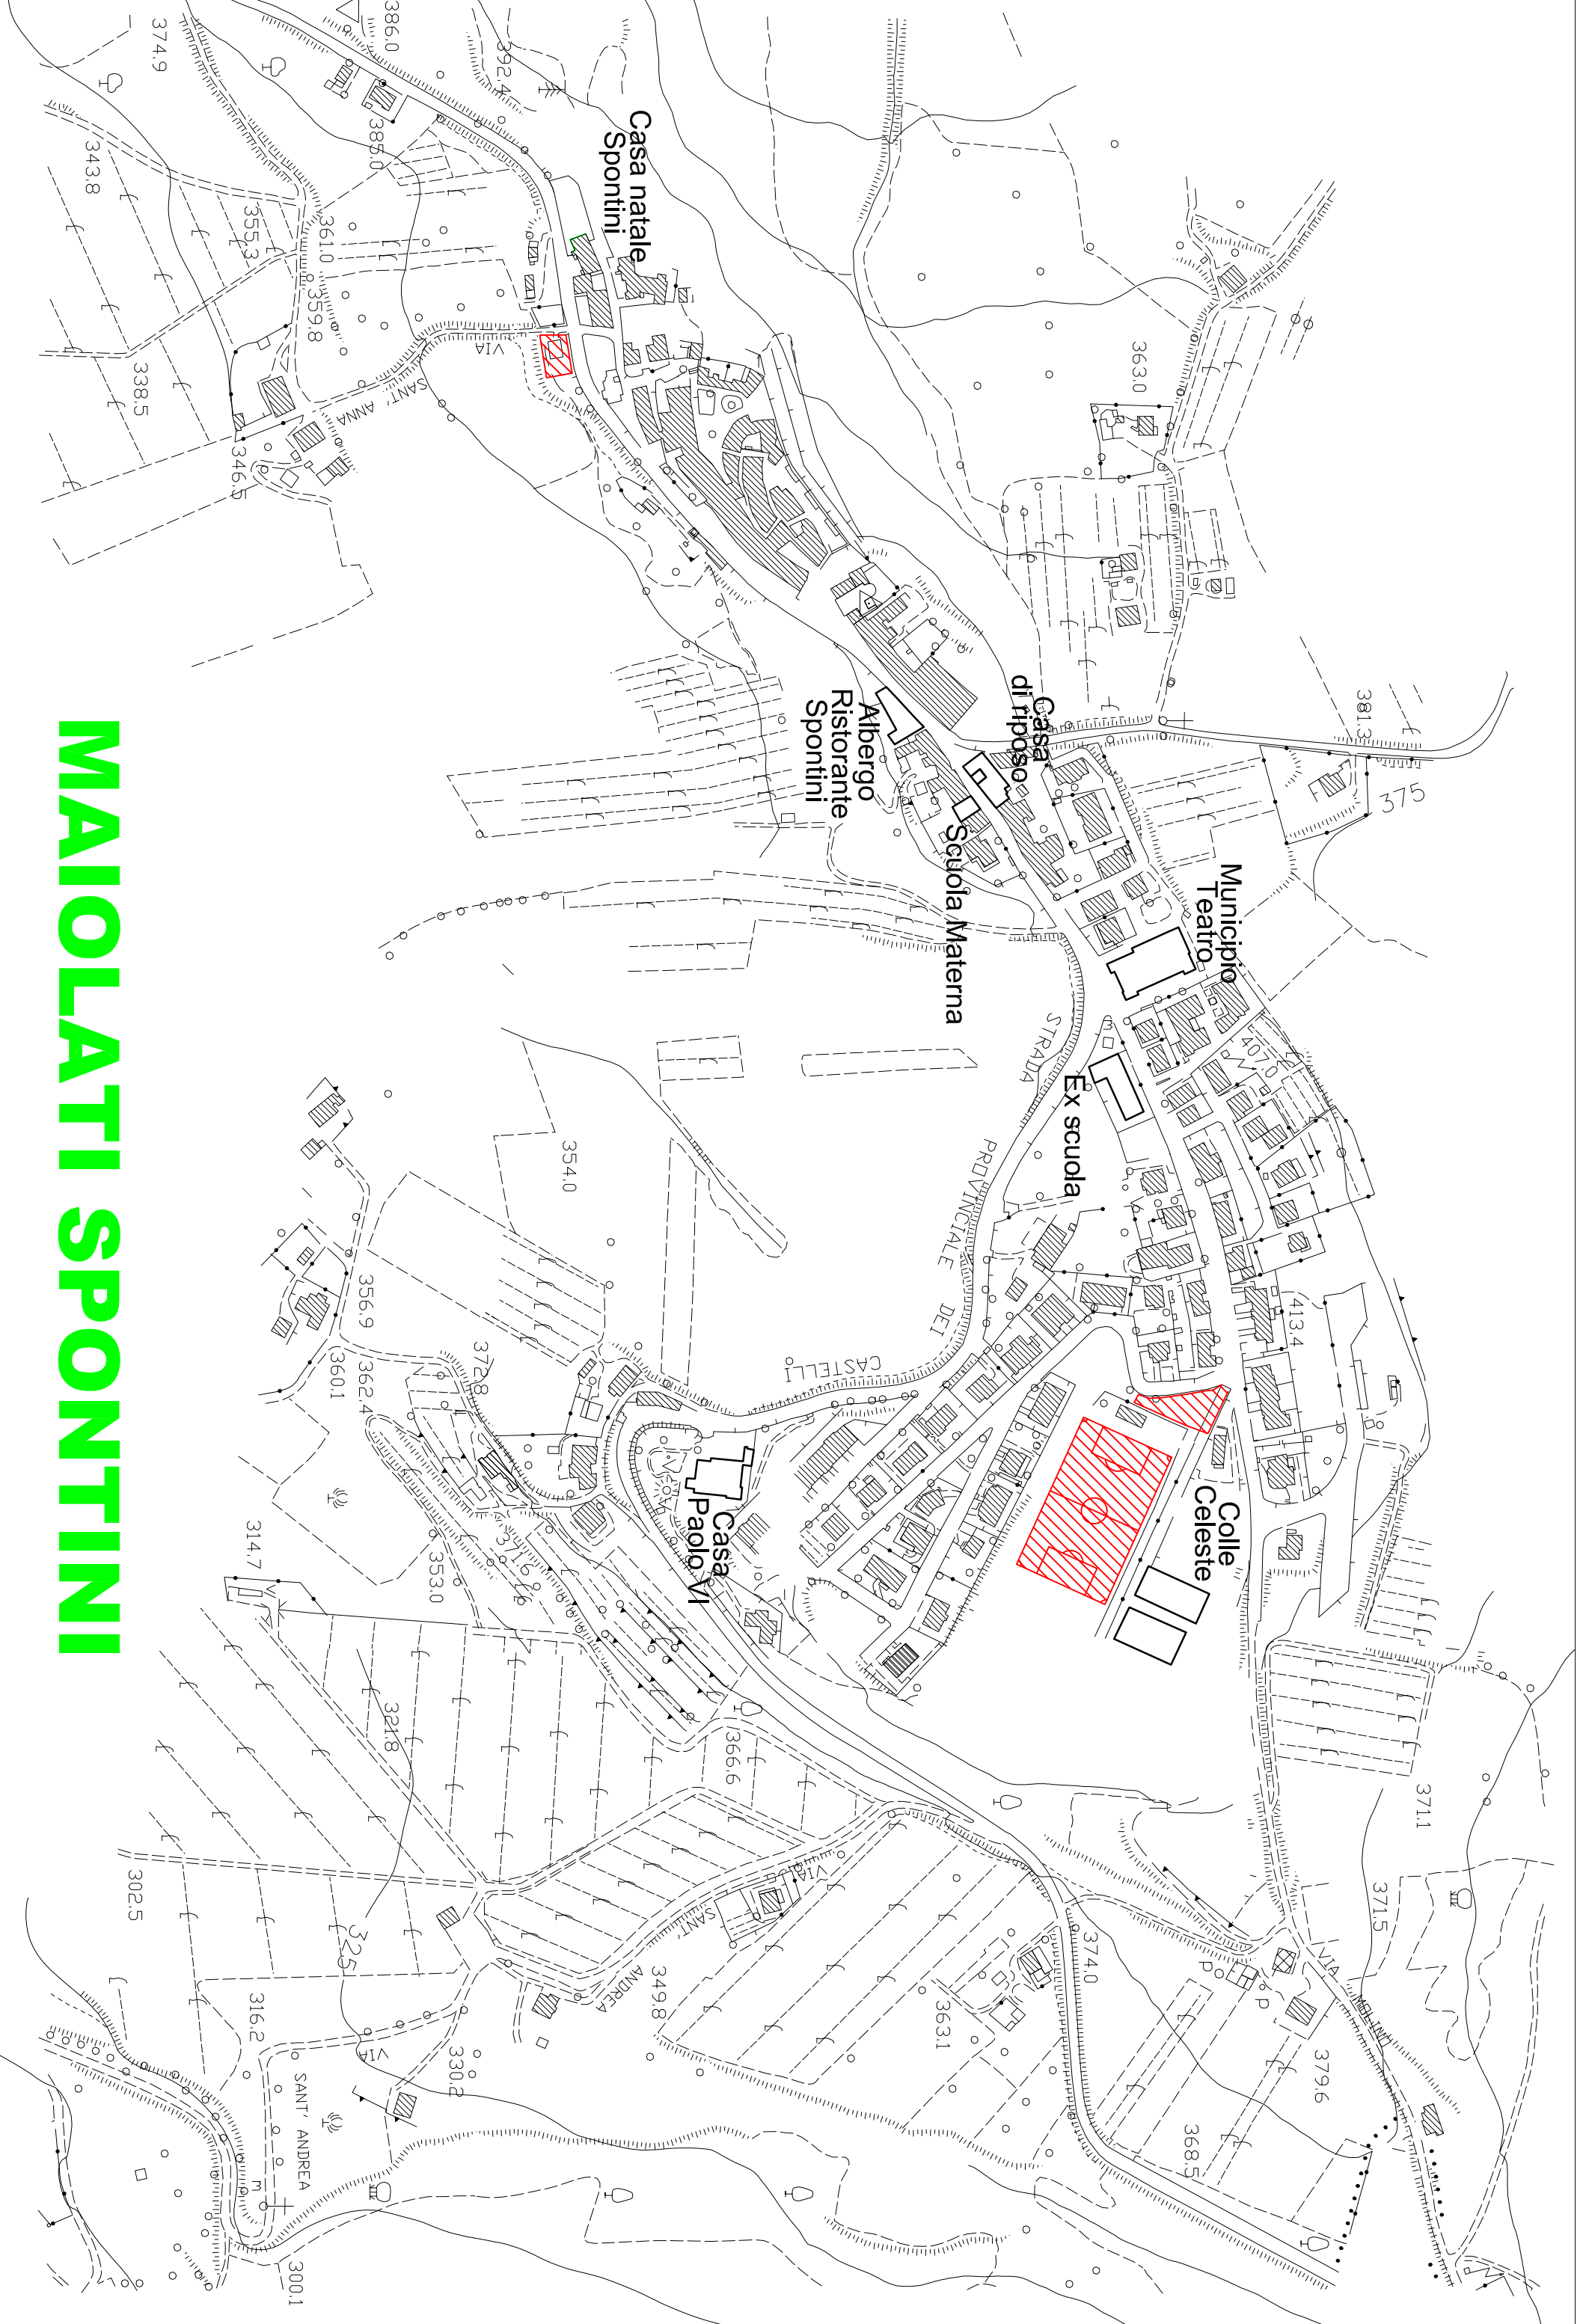 MAIOLATI SPONTINI
Casa natale
Spontini
Casa
di riposo
Albergo
Ristorante
Spontini
Scuola Materna
Municipio
Teatro
Ex scuola
Colle
Celeste
Casa
Paolo VI
STRADA
PROVINCIALE
DEI
CASTELLI
VIA
SANT'
ANNA
VIA
SANT'
ANDREA
VIA
SANT' ANDREA
VIA
374.9
386.0
392.4
343.8
385.0
355.3
361.0
359.8
338.5
346.5
363.0
381.3
375
407.0
413.4
354.0
356.9
360.1
362.4
372.8
314.7
353.0
371.6
321.8
366.6
302.5
325
316.2
330.2
349.8
363.1
374.0
371.1
371.5
379.6
368.5
300.1